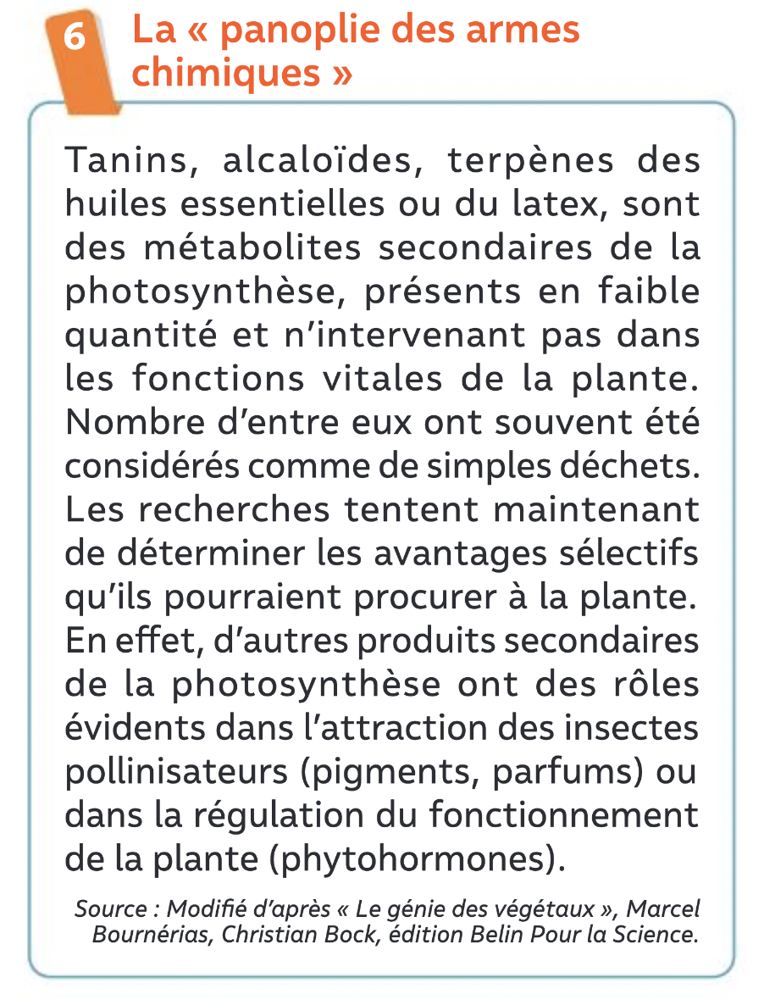 6
La « panoplie des armes
chimiques »
Tanins, alcaloïdes, terpènes des
huiles essentielles ou du latex, sont
des métabolites secondaires de la
photosynthèse, présents en faible
quantité et n’intervenant pas dans
les fonctions vitales de la plante.
Nombre d’entre eux ont souvent été
considérés comme de simples déchets.
Les recherches tentent maintenant
de déterminer les avantages sélectifs
qu’ils pourraient procurer à la plante.
En effet, d’autres produits secondaires
de la photosynthèse ont des rôles
évidents dans l’attraction des insectes
pollinisateurs (pigments, parfums) ou
dans la régulation du fonctionnement
de la plante (phytohormones).
Source : Modifié d’après « Le génie des végétaux », Marcel
Bournérias, Christian Bock, édition Belin Pour la Science.